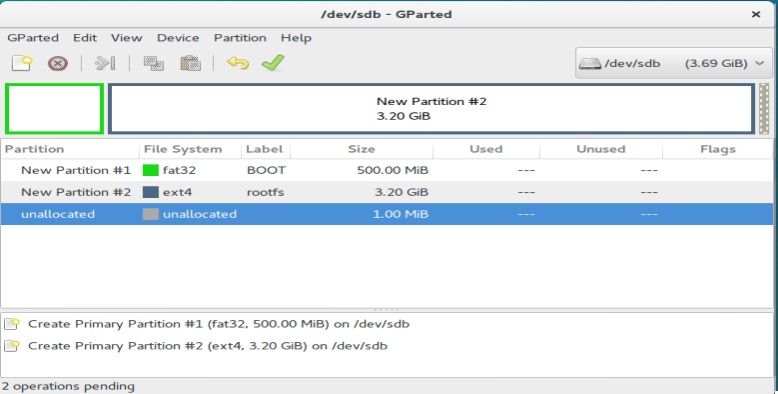 /dev/sdb - GParted
×
GParted Edit View Device Partition Help
/dev/sdb (3.69 GiB)
New Partition #2
3.20 GiB
Partition File System Label Size Used Unused Flags
New Partition #1 fat32 BOOT 500.00 MiB --- ---
New Partition #2 ext4 rootfs 3.20 GiB --- ---
unallocated unallocated 1.00 MiB --- ---
Create Primary Partition #1 (fat32, 500.00 MiB) on /dev/sdb
Create Primary Partition #2 (ext4, 3.20 GiB) on /dev/sdb
2 operations pending